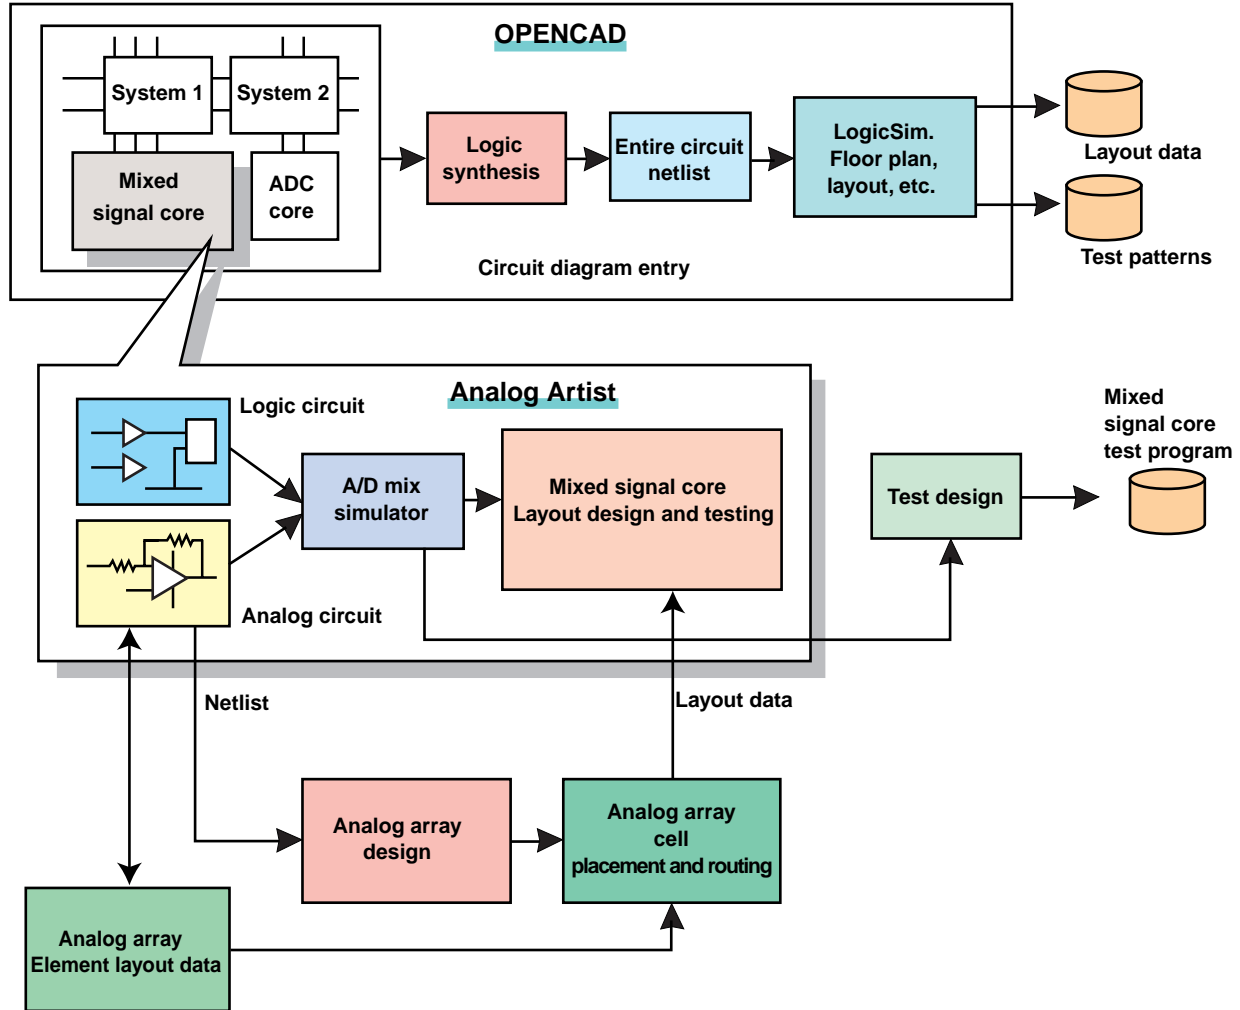 OPENCAD
System 1
System 2
Mixed
signal core
ADC
core
Logic
synthesis
Entire circuit
netlist
LogicSim.
Floor plan,
layout, etc.
Layout data
Test patterns
Circuit diagram entry
Analog Artist
Logic circuit
A/D mix
simulator
Mixed signal core
Layout design and testing
Analog circuit
Test design
Mixed
signal core
test program
Netlist
Layout data
Analog array
design
Analog array
cell
placement and routing
Analog array
Element layout data